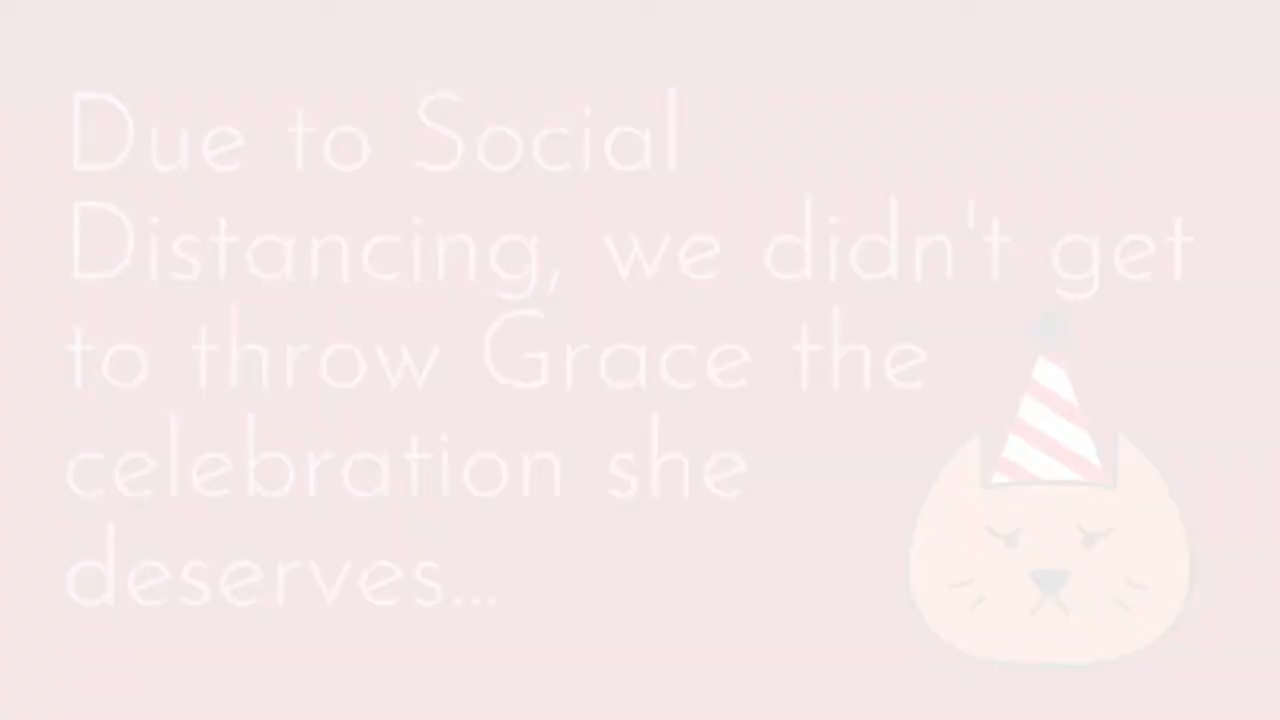 Due to Social
Distancing, we didn't get
to throw Grace the
celebration she
deserves...